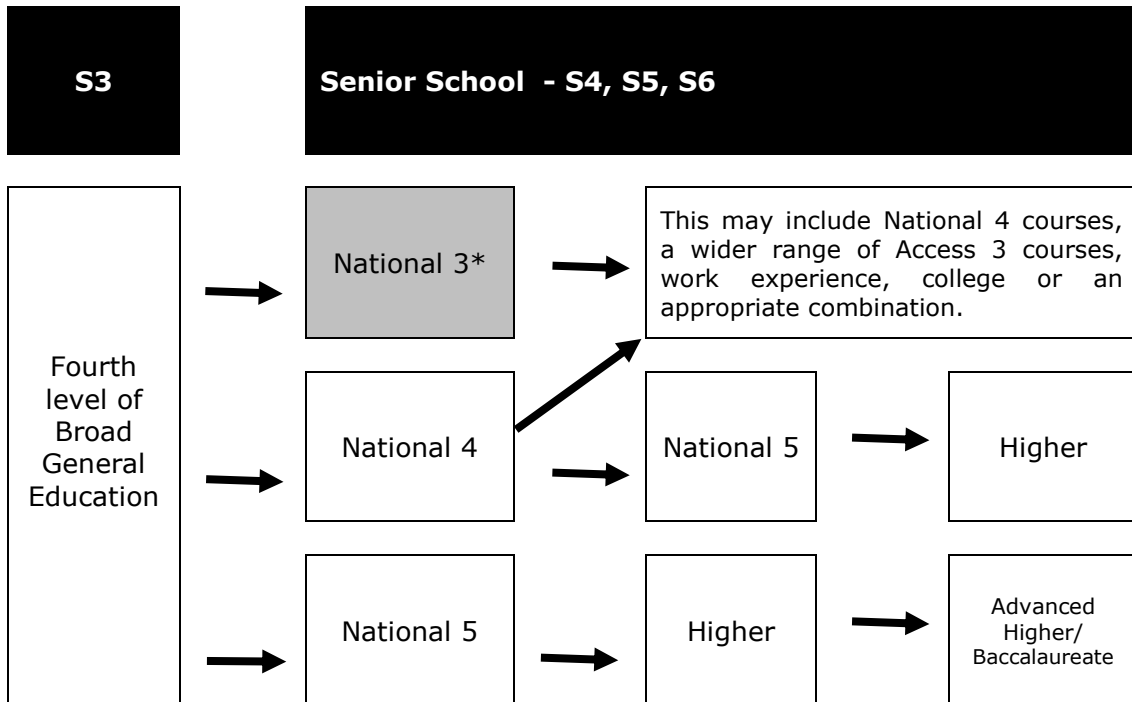 S3
Senior School - S4, S5, S6
National 3*
This may include National 4 courses,
a wider range of Access 3 courses,
work experience, college or an
appropriate combination.
Fourth
level of
Broad
General
Education
National 4
National 5
Higher
National 5
Higher
Advanced
Higher/
Baccalaureate